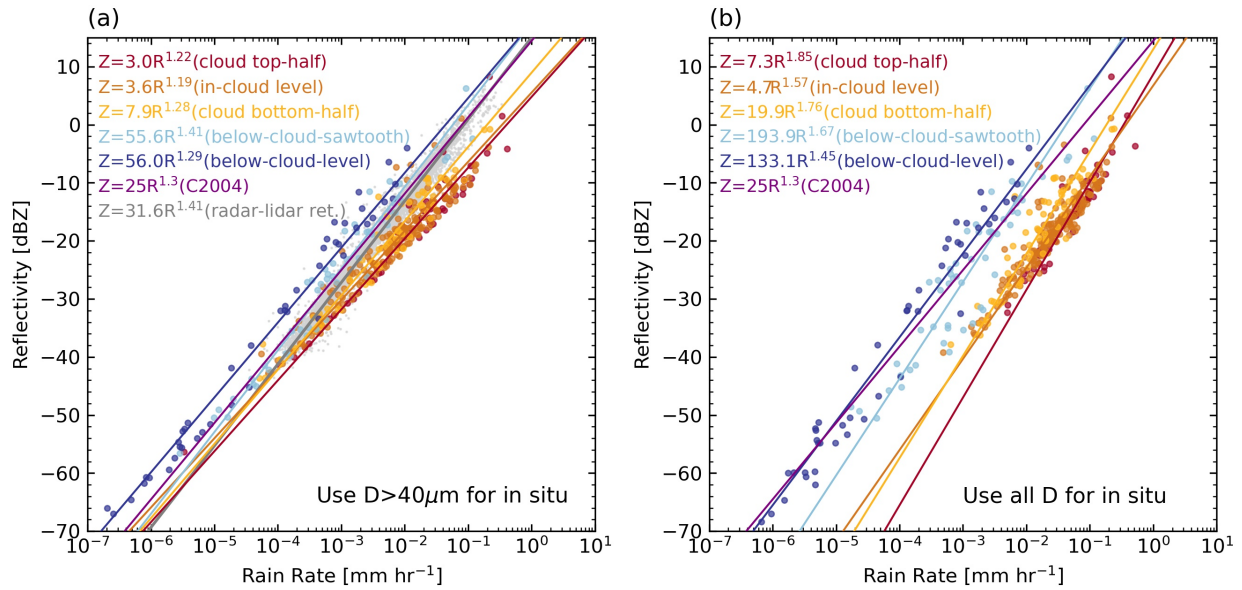 (a)
Z=3.0R^1.22(cloud top-half)
Z=3.6R^1.19(in-cloud level)
Z=7.9R^1.28(cloud bottom-half)
Z=55.6R^1.41(below-cloud-sawtooth)
Z=56.0R^1.29(below-cloud-level)
Z=25R^1.3(C2004)
Z=31.6R^1.41(radar-lidar ret.)
Use D>40μm for in situ
10
0
−10
−20
−30
−40
−50
−60
−70
Reflectivity [dBZ]
10^−7 10^−6 10^−5 10^−4 10^−3 10^−2 10^−1 10^0 10^1
Rain Rate [mm hr^−1]
(b)
Z=7.3R^1.85(cloud top-half)
Z=4.7R^1.57(in-cloud level)
Z=19.9R^1.76(cloud bottom-half)
Z=193.9R^1.67(below-cloud-sawtooth)
Z=133.1R^1.45(below-cloud-level)
Z=25R^1.3(C2004)
Use all D for in situ
10
0
−10
−20
−30
−40
−50
−60
−70
Reflectivity [dBZ]
10^−7 10^−6 10^−5 10^−4 10^−3 10^−2 10^−1 10^0 10^1
Rain Rate [mm hr^−1]